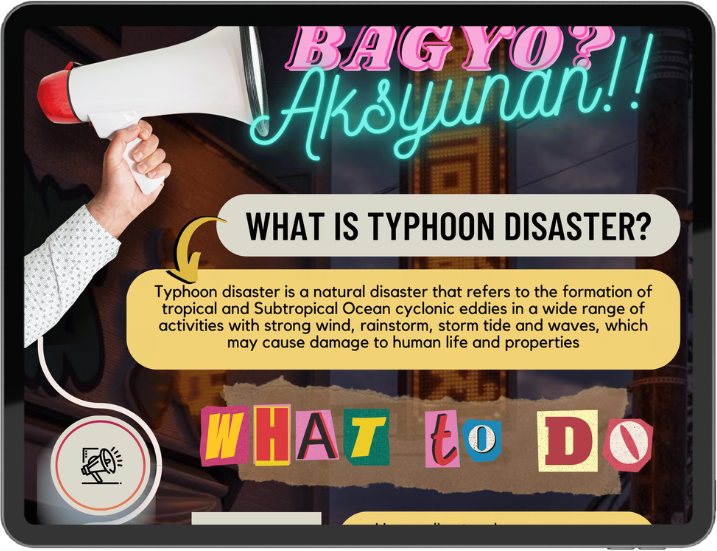 BAGYO?
Aksyunan!!
WHAT IS TYPHOON DISASTER?
Typhoon disaster is a natural disaster that refers to the formation of
tropical and Subtropical Ocean cyclonic eddies in a wide range of
activities with strong wind, rainstorm, storm tide and waves, which
may cause damage to human life and properties
WHAT to DO